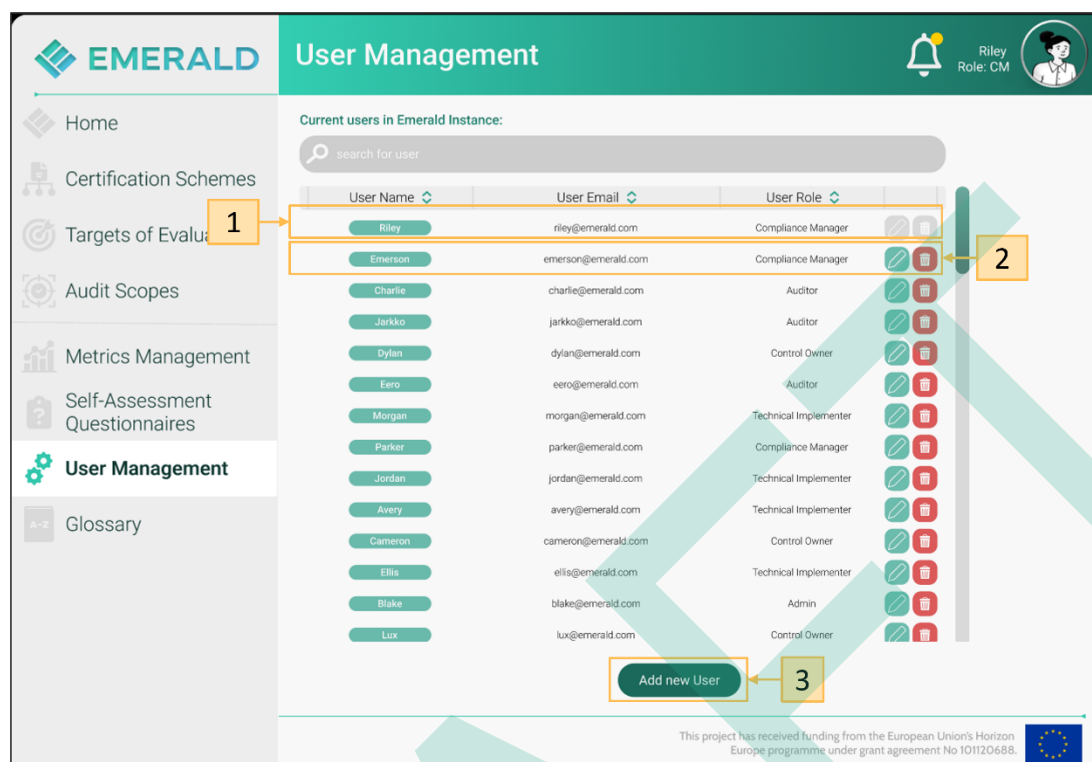 EMERALD
User Management
Riley
Role: CM
Home
Certification Schemes
Targets of Evalua
Audit Scopes
Metrics Management
Self-Assessment
Questionnaires
User Management
A-Z
Glossary
Current users in Emerald Instance:
search for user
User Name User Email User Role
1
Riley riley@emerald.com Compliance Manager
Emerson emerson@emerald.com Compliance Manager
2
Charlie charlie@emerald.com Auditor
Jarkko jarkko@emerald.com Auditor
Dylan dylan@emerald.com Control Owner
Eero eero@emerald.com Auditor
Morgan morgan@emerald.com Technical Implementer
Parker parker@emerald.com Compliance Manager
Jordan jordan@emerald.com Technical Implementer
Avery avery@emerald.com Technical Implementer
Cameron cameron@emerald.com Control Owner
Ellis ellis@emerald.com Technical Implementer
Blake blake@emerald.com Admin
Lux lux@emerald.com Control Owner
Add new User
3
This project has received funding from the European Union's Horizon
Europe programme under grant agreement No 101120688.